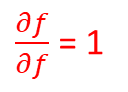 ∂f/∂f = 1